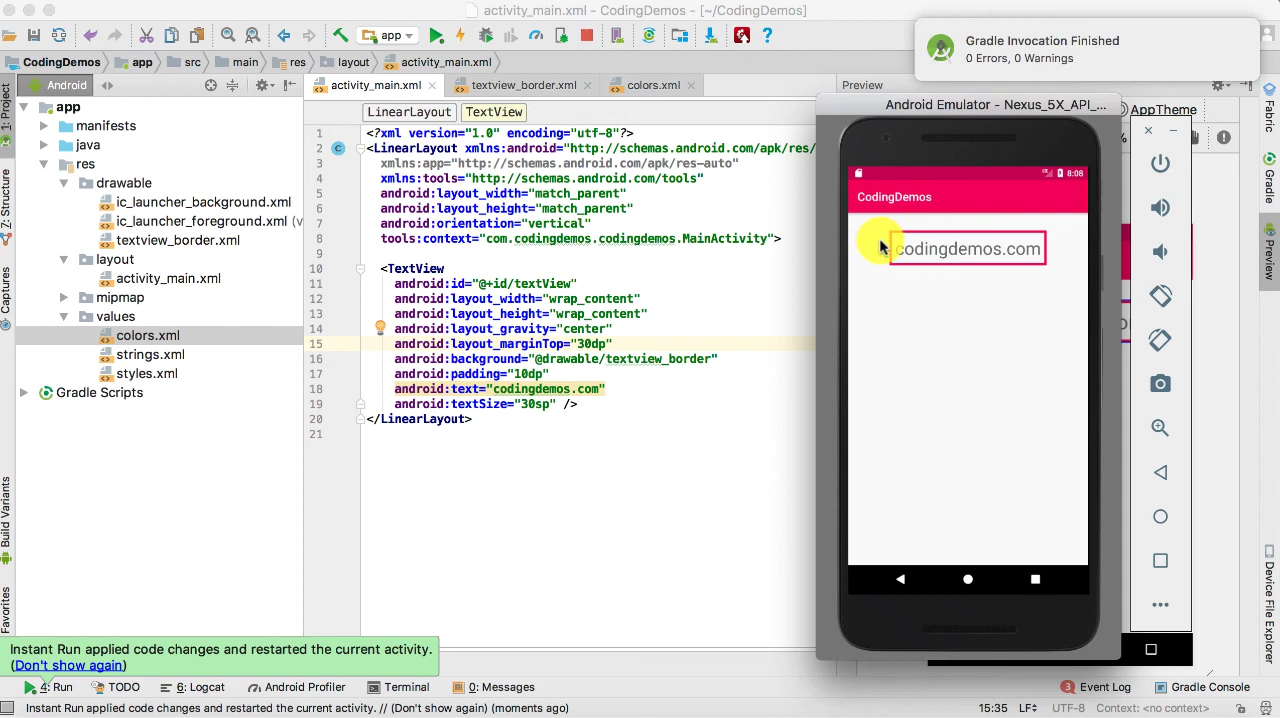 activity_main.xml - CodingDemos - [~/CodingDemos]
Gradle Invocation Finished
0 Errors, 0 Warnings
app
CodingDemos
app
src
main
res
layout
activity_main.xml
Android
activity_main.xml
textview_border.xml
colors.xml
Preview
Android Emulator - Nexus_5X_API_...
AppTheme
LinearLayout
TextView
1: Project
Z: Structure
Captures
Build Variants
Favorites
app
manifests
java
res
drawable
ic_launcher_background.xml
ic_launcher_foreground.xml (v
textview_border.xml
layout
activity_main.xml
mipmap
values
colors.xml
strings.xml
styles.xml
Gradle Scripts
1 <?xml version="1.0" encoding="utf-8"?>
2 <LinearLayout xmlns:android="http://schemas.android.com/apk/res/
3 xmlns:app="http://schemas.android.com/apk/res-auto"
4 xmlns:tools="http://schemas.android.com/tools"
5 android:layout_width="match_parent"
6 android:layout_height="match_parent"
7 android:orientation="vertical"
8 tools:context="com.codingdemos.codingdemos.MainActivity">
9
10 <TextView
11 android:id="@+id/textView"
12 android:layout_width="wrap_content"
13 android:layout_height="wrap_content"
14 android:layout_gravity="center"
15 android:layout_marginTop="30dp"
16 android:background="@drawable/textview_border"
17 android:padding="10dp"
18 android:text="codingdemos.com"
19 android:textSize="30sp" />
20 </LinearLayout>
21
8:08
CodingDemos
codingdemos.com
Fabric
Gradle
Preview
Device File Explorer
Instant Run applied code changes and restarted the current activity.
(Don't show again)
4: Run
TODO
6: Logcat
Android Profiler
Terminal
0: Messages
3 Event Log
Gradle Console
Instant Run applied code changes and restarted the current activity. // (Don't show again) (moments ago)
15:35
LF÷
UTF-8
Context: <no context>